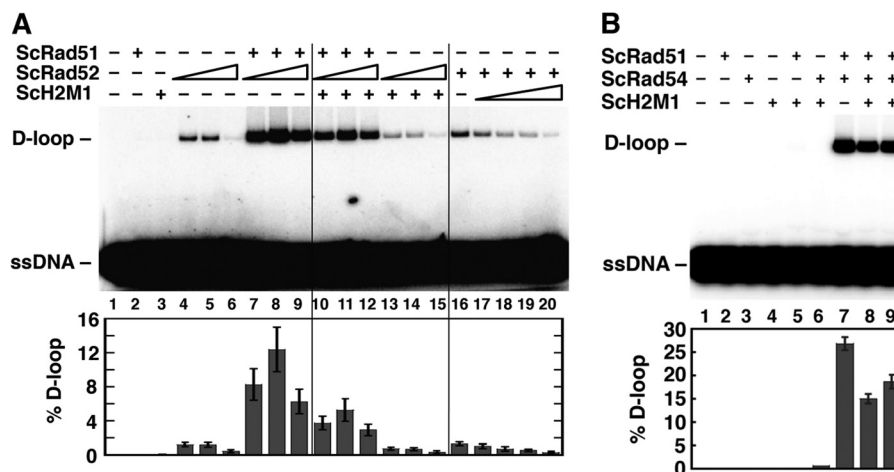 A
ScRad51 – + – – – – + + + + + + – – – – – – – –
ScRad52 – – – + + + + +
ScH2M1 – – + – – – – – – + + + + + + –
D-loop –
ssDNA –
1 2 3 4 5 6 7 8 9 10 11 12 13 14 15 16 17 18 19 20
16
12
8
4
0
% D-loop
B
ScRad51 – + – – + – + + +
ScRad54 – – + – – + + + +
ScH2M1 – – – + + + – + +
D-loop –
ssDNA –
1 2 3 4 5 6 7 8 9
30
25
20
15
10
5
0
% D-loop